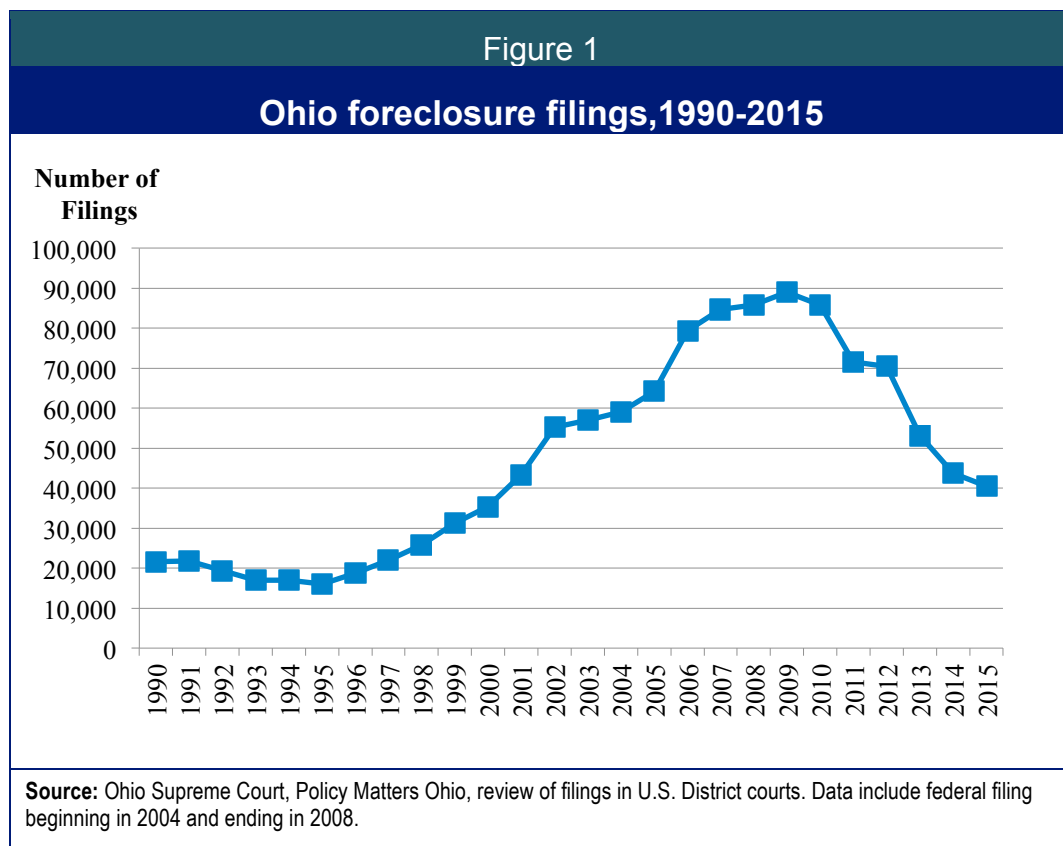 Figure 1
Ohio foreclosure filings,1990-2015
Number of
Filings
100,000
90,000
80,000
70,000
60,000
50,000
40,000
30,000
20,000
10,000
0
1990 1991 1992 1993 1994 1995 1996 1997 1998 1999 2000 2001 2002 2003 2004 2005 2006 2007 2008 2009 2010 2011 2012 2013 2014 2015
Source: Ohio Supreme Court, Policy Matters Ohio, review of filings in U.S. District courts. Data include federal filing
beginning in 2004 and ending in 2008.